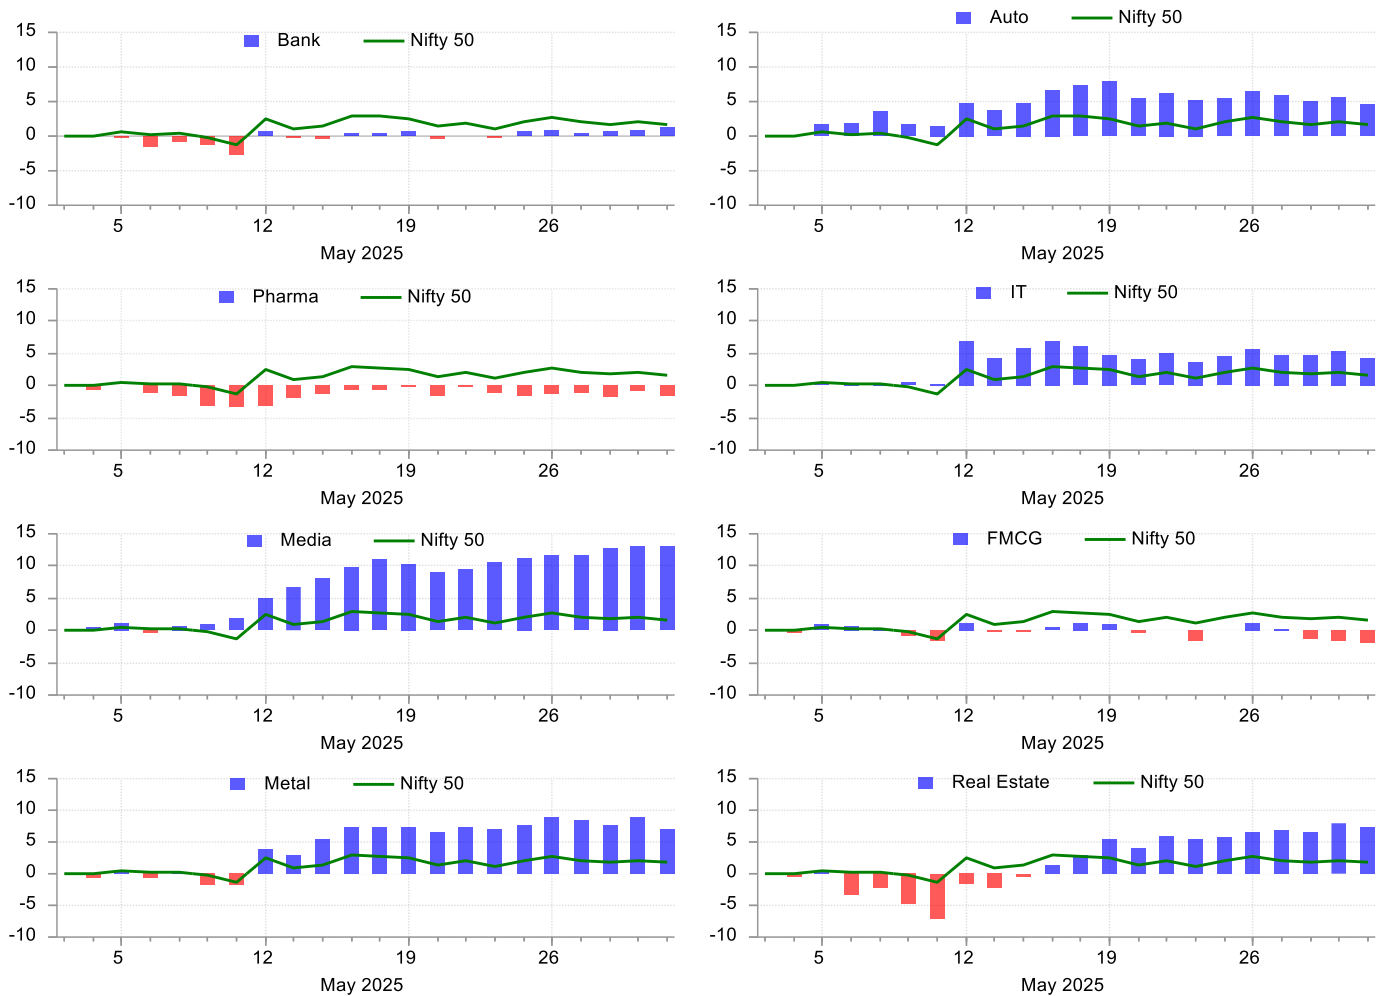 Bank Nifty 50
15
10
5
0
-5
-10
5 12 19 26
May 2025
Auto Nifty 50
15
10
5
0
-5
-10
5 12 19 26
May 2025
Pharma Nifty 50
15
10
5
0
-5
-10
5 12 19 26
May 2025
IT Nifty 50
15
10
5
0
-5
-10
5 12 19 26
May 2025
Media Nifty 50
15
10
5
0
-5
-10
5 12 19 26
May 2025
FMCG Nifty 50
15
10
5
0
-5
-10
5 12 19 26
May 2025
Metal Nifty 50
15
10
5
0
-5
-10
5 12 19 26
May 2025
Real Estate Nifty 50
15
10
5
0
-5
-10
5 12 19 26
May 2025